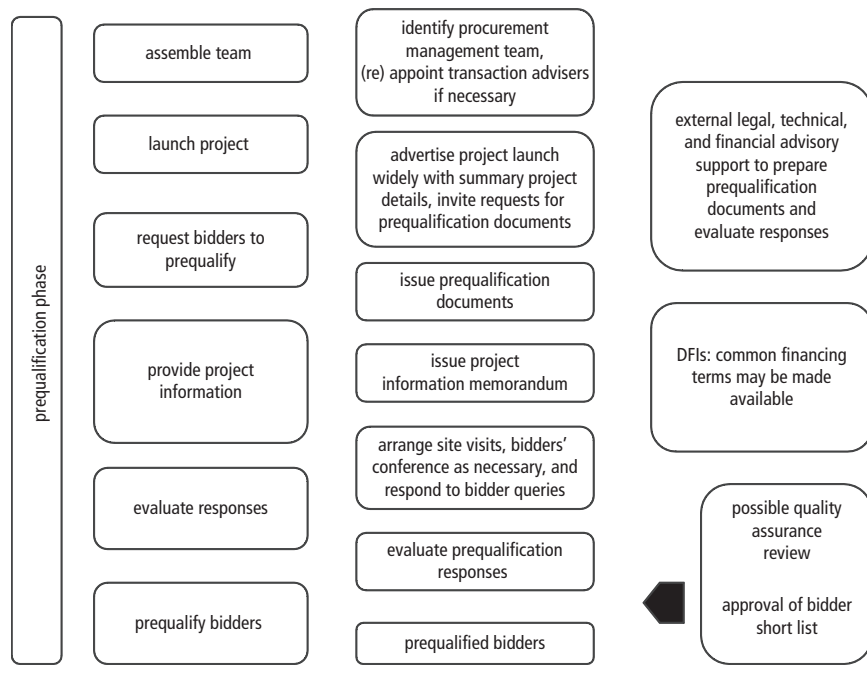 prequalification phase
assemble team
launch project
request bidders to
prequalify
provide project
information
evaluate responses
prequalify bidders
identify procurement
management team,
(re) appoint transaction advisers
if necessary
advertise project launch
widely with summary project
details, invite requests for
prequalification documents
issue prequalification
documents
issue project
information memorandum
arrange site visits, bidders’
conference as necessary, and
respond to bidder queries
evaluate prequalification
responses
prequalified bidders
external legal, technical,
and financial advisory
support to prepare
prequalification
documents and
evaluate responses
DFIs: common financing
terms may be made
available
possible quality
assurance
review
approval of bidder
short list